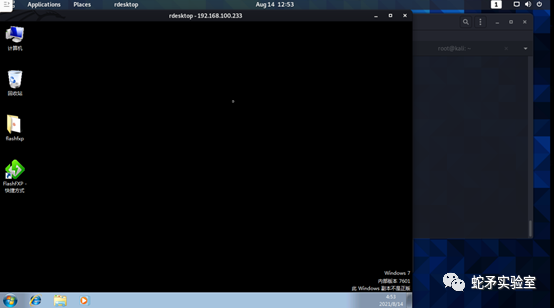 Applications Places rdesktop Aug 14 12:53 1
rdesktop - 192.168.100.233
root@kali: ~
计算机
回收站
flashfxp
FlashFXP -
快捷方式
Windows 7
内部版本 7601
此 Windows 副本不是正版
4:53
2021/8/14
蛇矛实验室